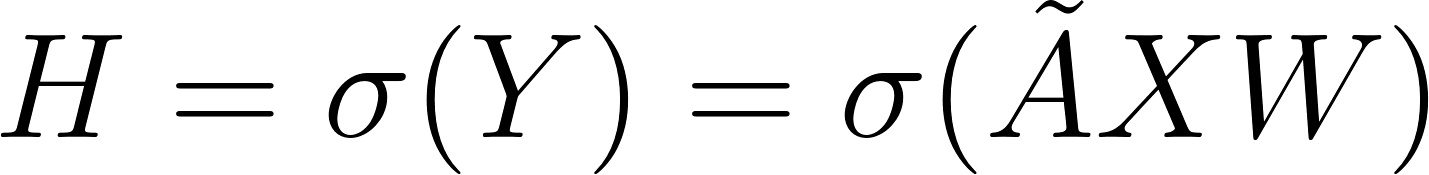 H = σ(Y) = σ(ÃXW)